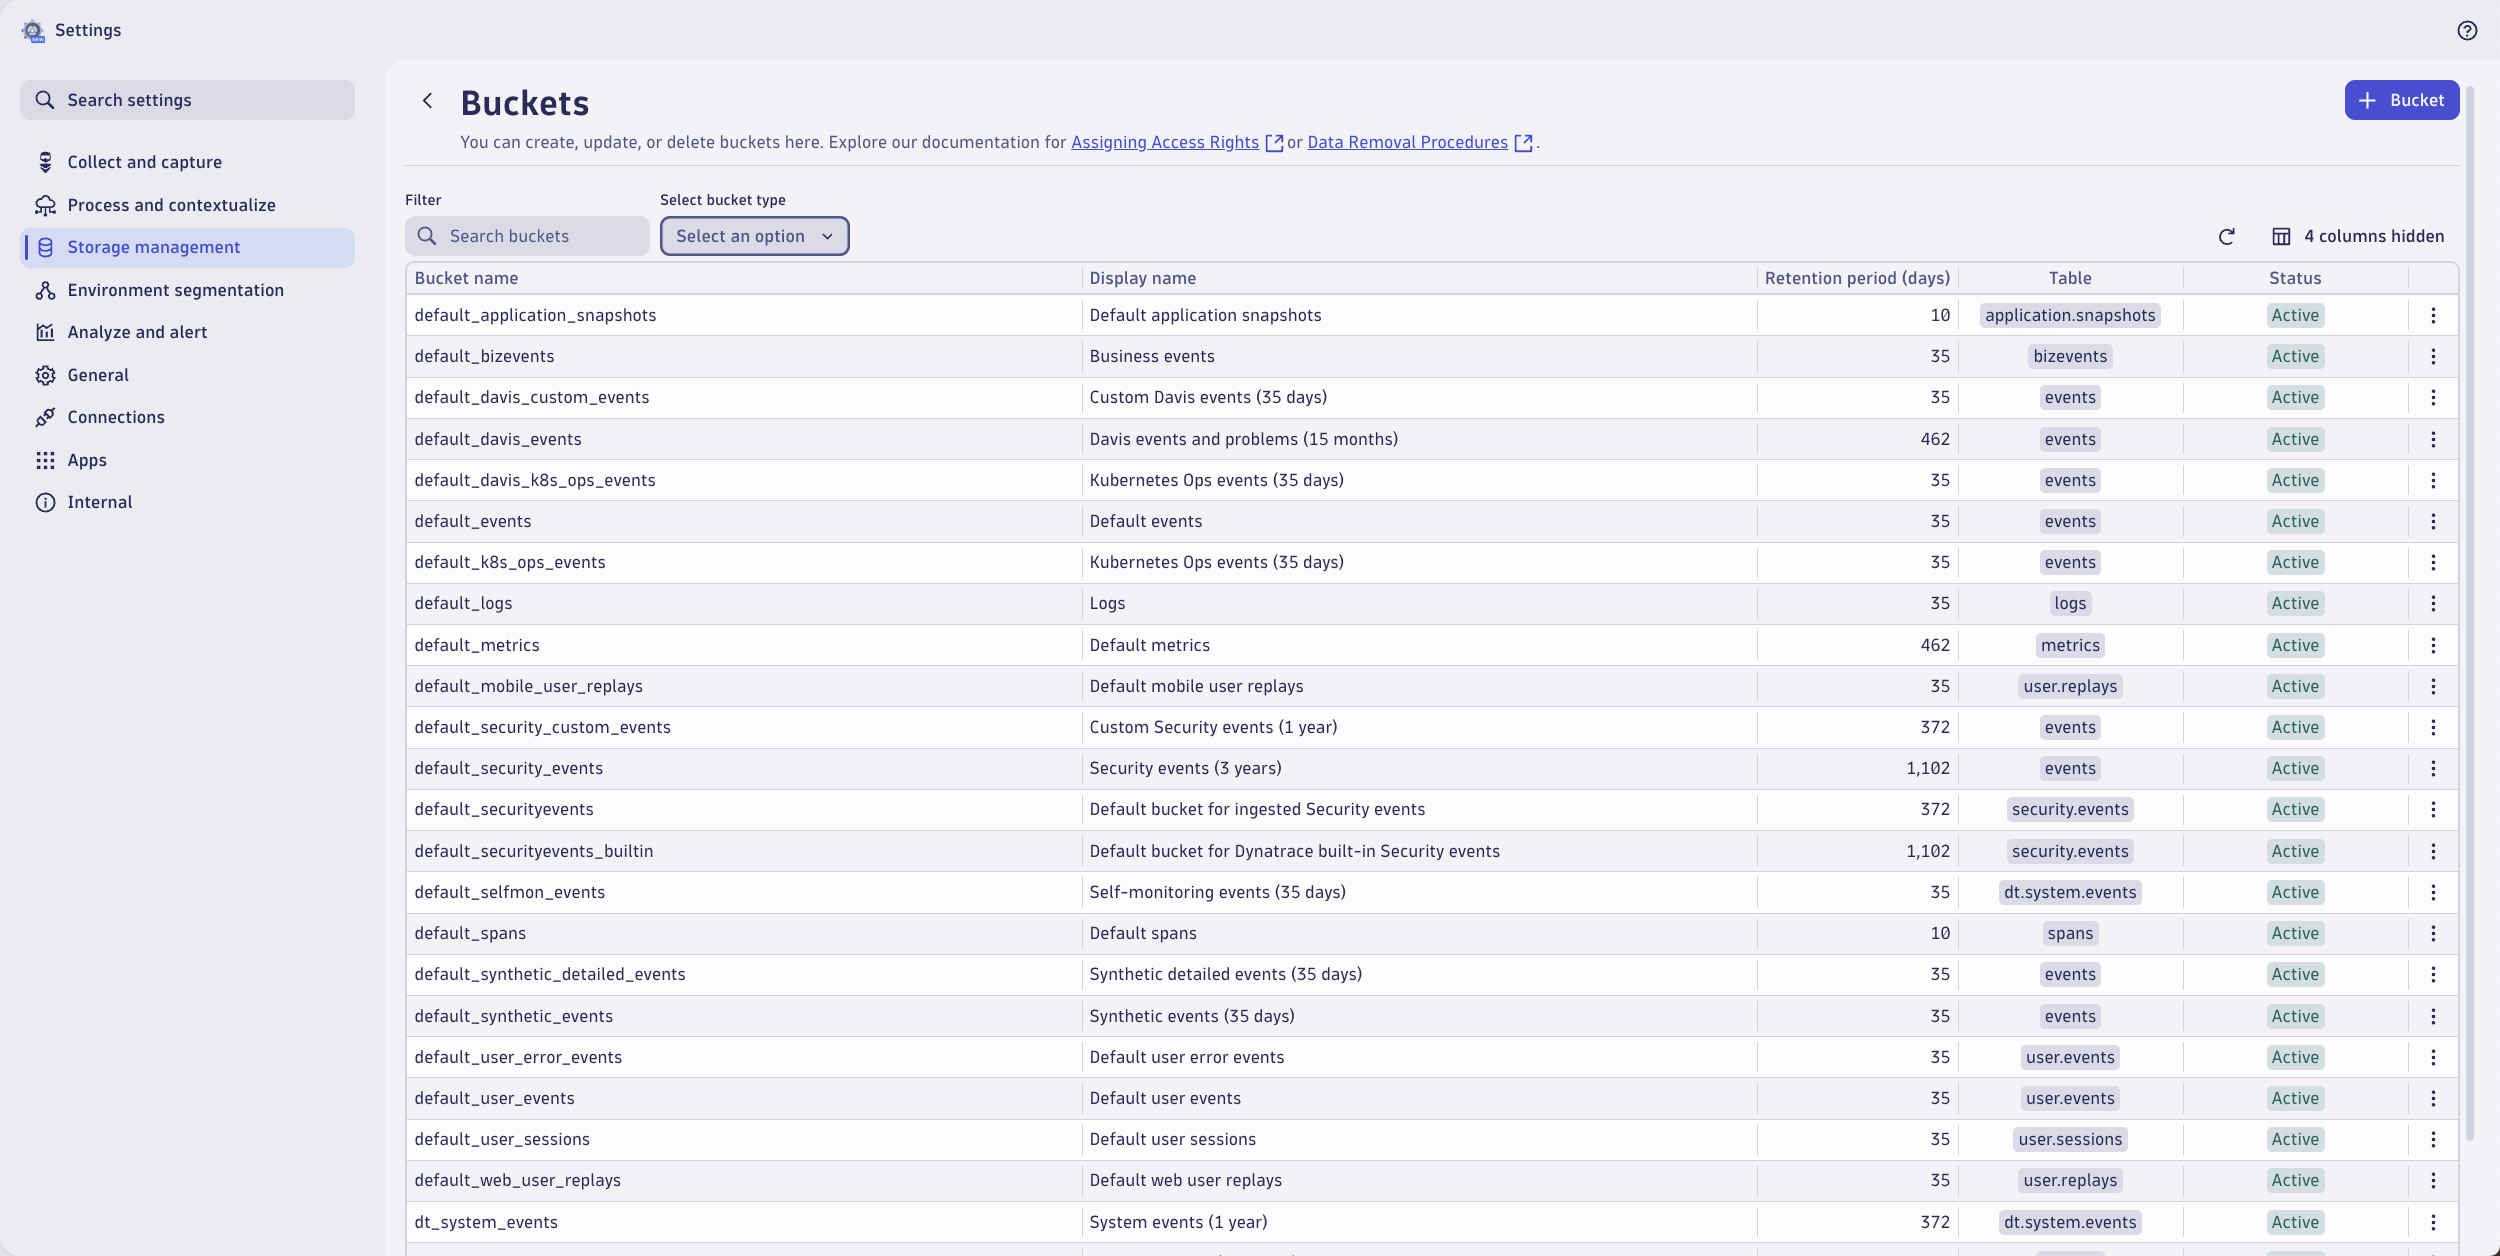 Settings
Search settings
Collect and capture
Process and contextualize
Storage management
Environment segmentation
Analyze and alert
General
Connections
Apps
Internal
Buckets
Bucket
You can create, update, or delete buckets here. Explore our documentation for Assigning Access Rights or Data Removal Procedures .
Filter Select bucket type
Search buckets Select an option 4 columns hidden
Bucket name Display name Retention period (days) Table Status
default_application_snapshots Default application snapshots 10 application.snapshots Active
default_bizevents Business events 35 bizevents Active
default_davis_custom_events Custom Davis events (35 days) 35 events Active
default_davis_events Davis events and problems (15 months) 462 events Active
default_davis_k8s_ops_events Kubernetes Ops events (35 days) 35 events Active
default_events Default events 35 events Active
default_k8s_ops_events Kubernetes Ops events (35 days) 35 events Active
default_logs Logs 35 logs Active
default_metrics Default metrics 462 metrics Active
default_mobile_user_replays Default mobile user replays 35 user.replays Active
default_security_custom_events Custom Security events (1 year) 372 events Active
default_security_events Security events (3 years) 1,102 events Active
default_securityevents Default bucket for ingested Security events 372 security.events Active
default_securityevents_builtin Default bucket for Dynatrace built-in Security events 1,102 security.events Active
default_selfmon_events Self-monitoring events (35 days) 35 dt.system.events Active
default_spans Default spans 10 spans Active
default_synthetic_detailed_events Synthetic detailed events (35 days) 35 events Active
default_synthetic_events Synthetic events (35 days) 35 events Active
default_user_error_events Default user error events 35 user.events Active
default_user_events Default user events 35 user.events Active
default_user_sessions Default user sessions 35 user.sessions Active
default_web_user_replays Default web user replays 35 user.replays Active
dt_system_events System events (1 year) 372 dt.system.events Active